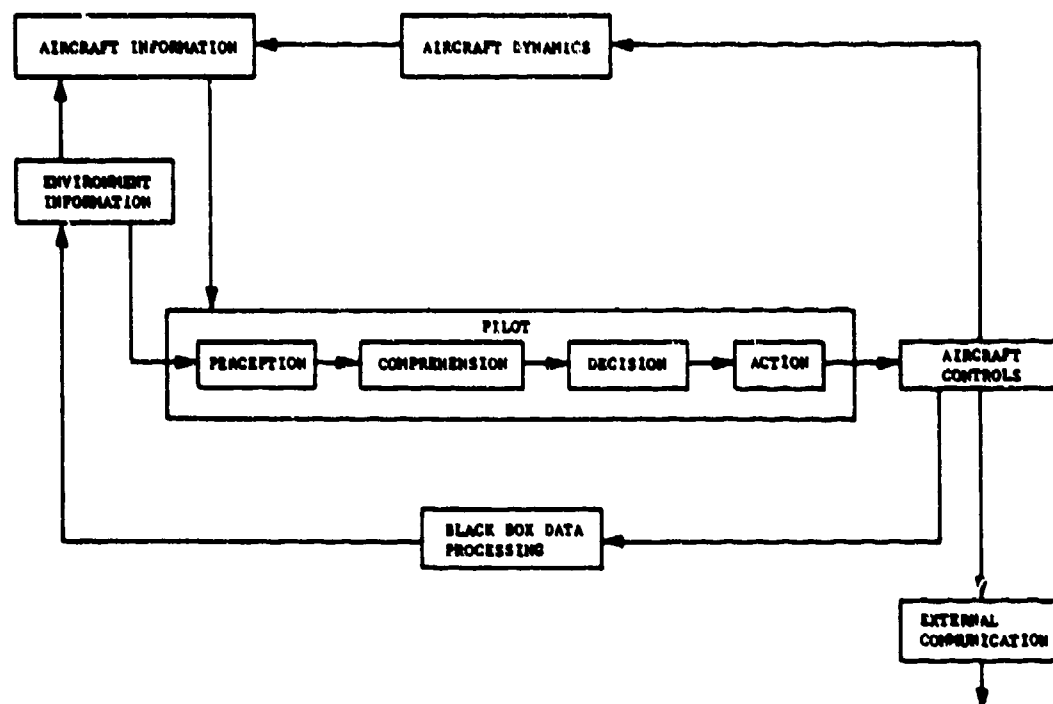 AIRCRAFT INFORMATION
AIRCRAFT DYNAMICS
ENVIRONMENT
INFORMATION
PILOT
PERCEPTION
COMPREHENSION
DECISION
ACTION
AIRCRAFT
CONTROLS
BLACK BOX DATA
PROCESSING
EXTERNAL
COMMUNICATION